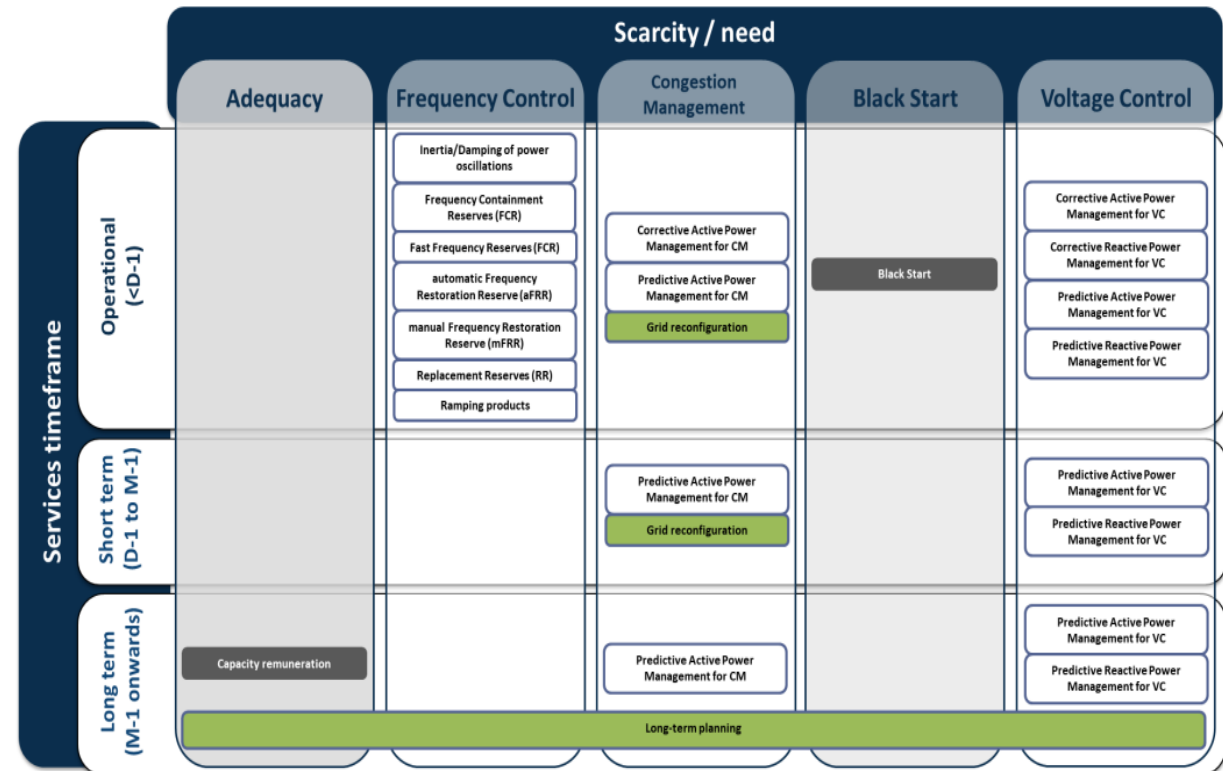 Scarcity / need
Adequacy
Frequency Control
Congestion
Management
Black Start
Voltage Control
Services timeframe
Operational
(<D-1)
Inertia/Damping of power
oscillations
Frequency Containment
Reserves (FCR)
Fast Frequency Reserves (FCR)
automatic Frequency
Restoration Reserve (aFRR)
manual Frequency Restoration
Reserve (mFRR)
Replacement Reserves (RR)
Ramping products
Corrective Active Power
Management for CM
Predictive Active Power
Management for CM
Grid reconfiguration
Black Start
Corrective Active Power
Management for VC
Corrective Reactive Power
Management for VC
Predictive Active Power
Management for VC
Predictive Reactive Power
Management for VC
Short term
(D-1 to M-1)
Predictive Active Power
Management for CM
Grid reconfiguration
Predictive Active Power
Management for VC
Predictive Reactive Power
Management for VC
Long term
(M-1 onwards)
Capacity remuneration
Predictive Active Power
Management for CM
Predictive Active Power
Management for VC
Predictive Reactive Power
Management for VC
Long-term planning